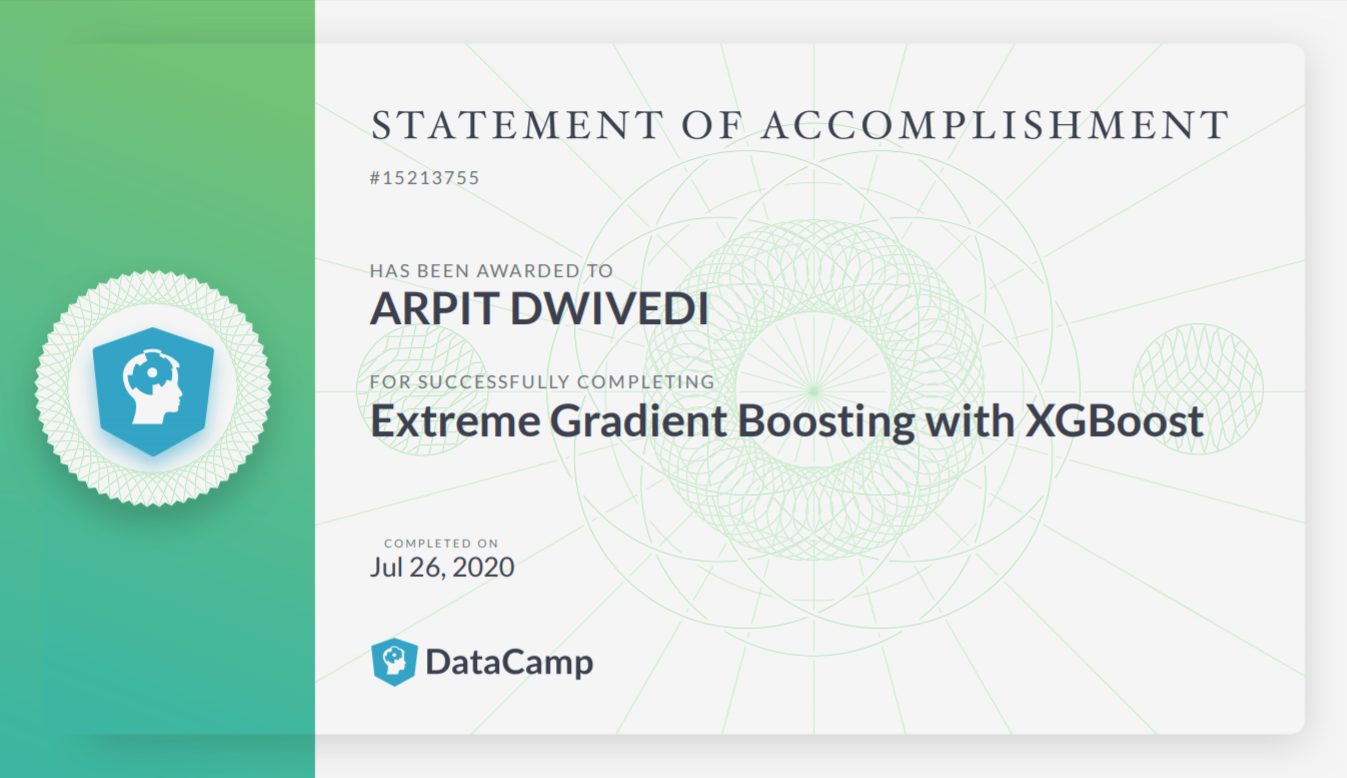 STATEMENT OF ACCOMPLISHMENT
#15213755
HAS BEEN AWARDED TO
ARPIT DWIVEDI
FOR SUCCESSFULLY COMPLETING
Extreme Gradient Boosting with XGBoost
COMPLETED ON
Jul 26, 2020
DataCamp